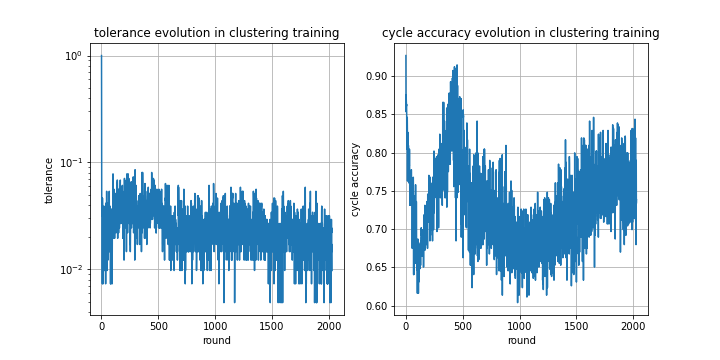 tolerance evolution in clustering training
10⁰
10⁻¹
10⁻²
tolerance
0 500 1000 1500 2000
round
cycle accuracy evolution in clustering training
0.90
0.85
0.80
0.75
0.70
0.65
0.60
cycle accuracy
0 500 1000 1500 2000
round